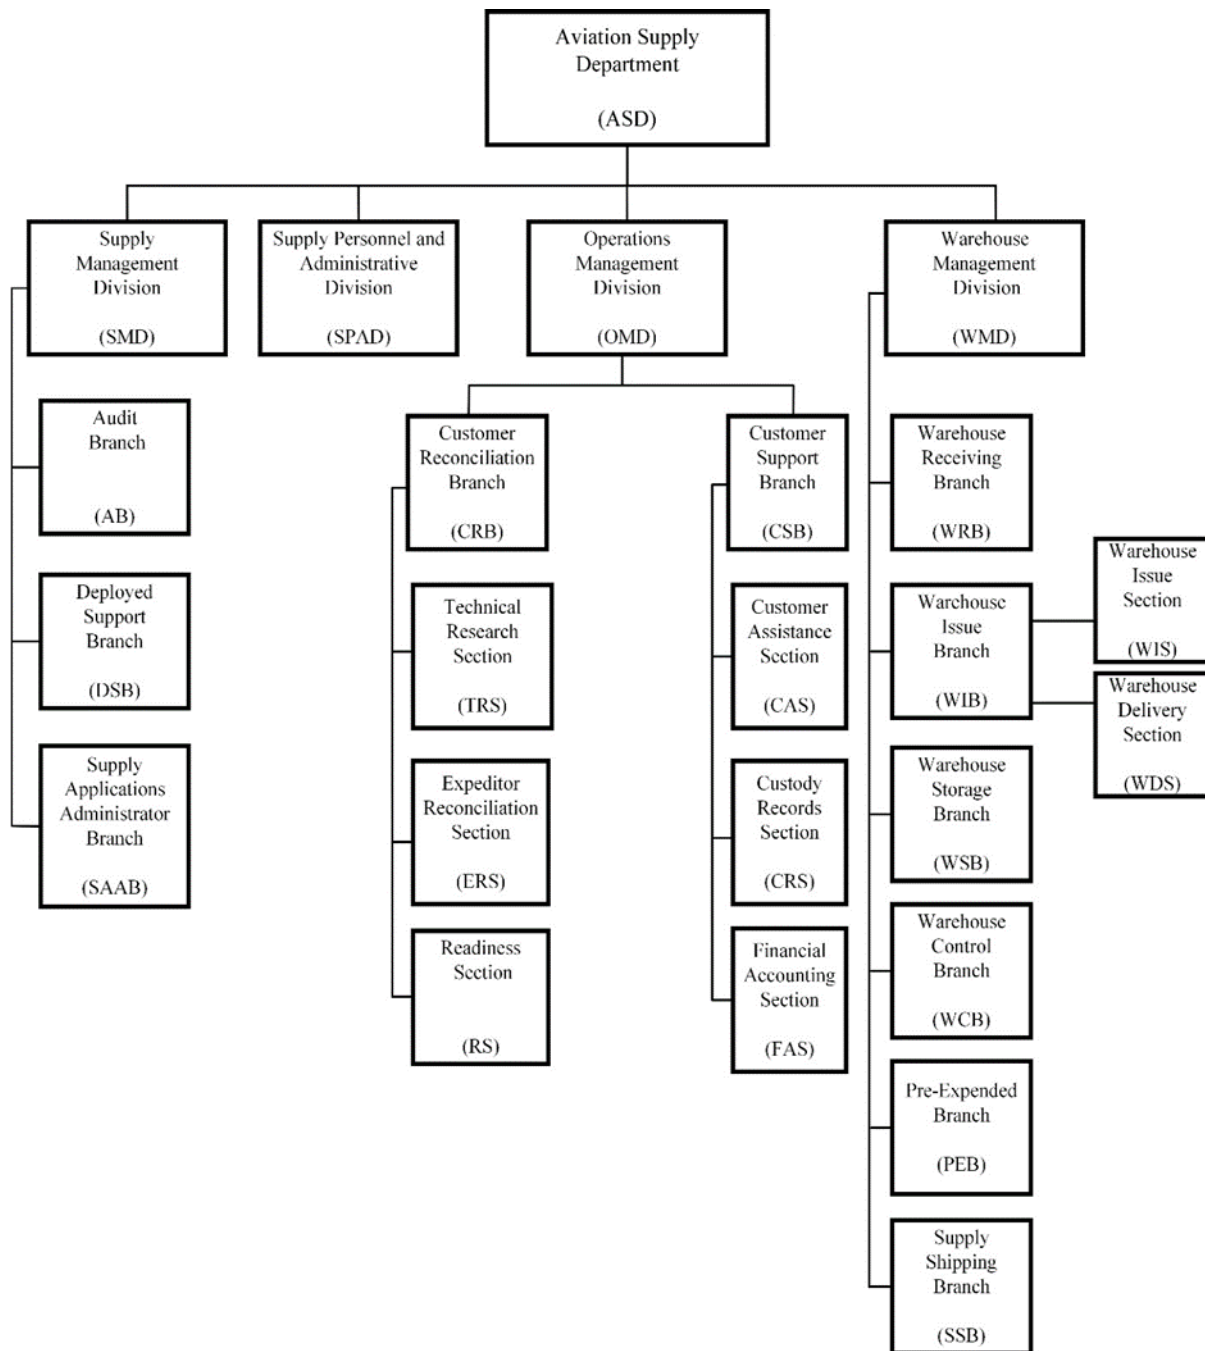 Aviation Supply
Department
(ASD)
Supply
Management
Division
(SMD)
Supply Personnel and
Administrative
Division
(SPAD)
Operations
Management
Division
(OMD)
Warehouse
Management
Division
(WMD)
Audit
Branch
(AB)
Deployed
Support
Branch
(DSB)
Supply
Applications
Administrator
Branch
(SAAB)
Customer
Reconciliation
Branch
(CRB)
Technical
Research
Section
(TRS)
Expeditor
Reconciliation
Section
(ERS)
Readiness
Section
(RS)
Customer
Support
Branch
(CSB)
Customer
Assistance
Section
(CAS)
Custody
Records
Section
(CRS)
Financial
Accounting
Section
(FAS)
Warehouse
Receiving
Branch
(WRB)
Warehouse
Issue
Branch
(WIB)
Warehouse
Issue
Section
(WIS)
Warehouse
Delivery
Section
(WDS)
Warehouse
Storage
Branch
(WSB)
Warehouse
Control
Branch
(WCB)
Pre-Expended
Branch
(PEB)
Supply
Shipping
Branch
(SSB)